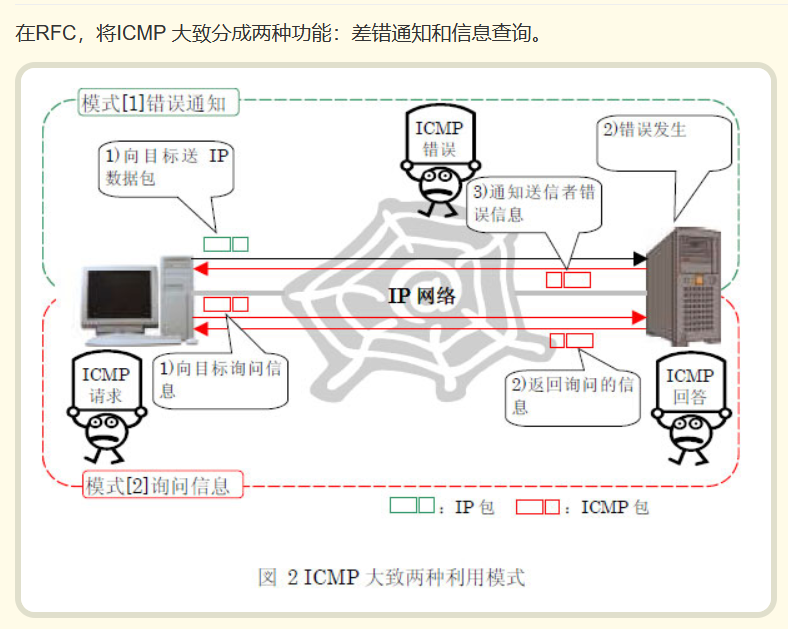 在RFC，将ICMP 大致分成两种功能：差错通知和信息查询。
模式[1]错误通知
ICMP
错误
2)错误发生
1)向目标送 IP
数据包
3)通知送信者错
误信息
IP 网络
1)向目标询问信
息
2)返回询问的信
息
ICMP
请求
ICMP
回答
模式[2]询问信息
：IP 包
：ICMP 包
図 2 ICMP 大致两种利用模式